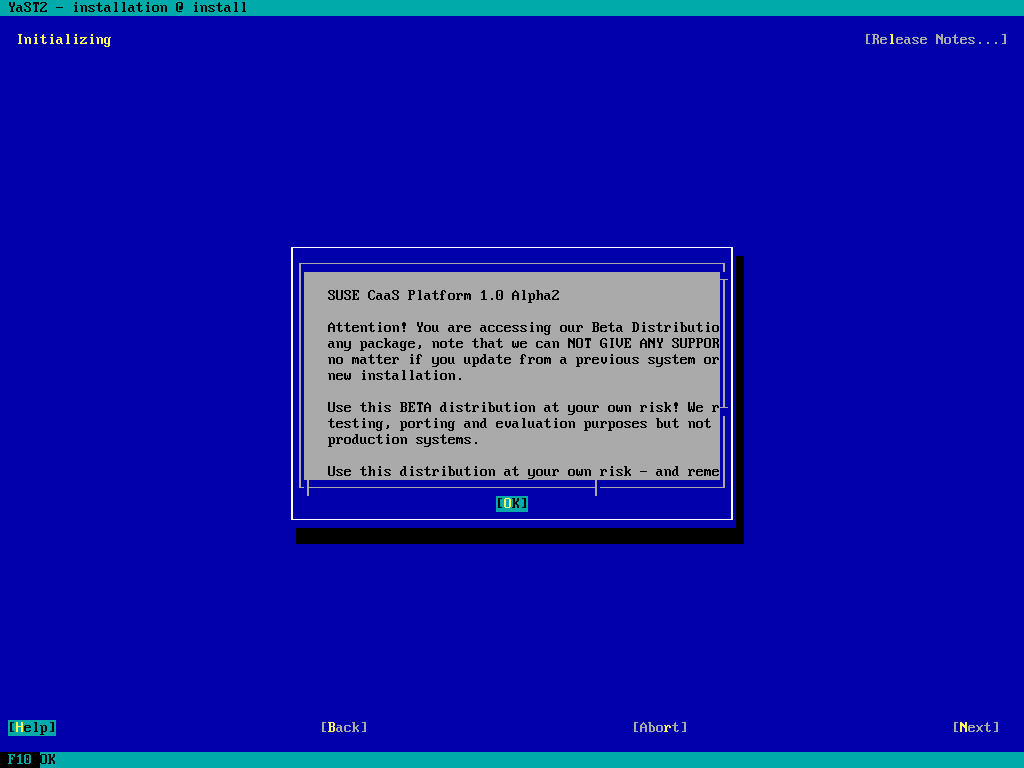 YaST2 - installation @ install
Initializing [Release Notes...]
SUSE CaaS Platform 1.0 Alpha2
Attention! You are accessing our Beta Distributio
any package, note that we can NOT GIVE ANY SUPPOR
no matter if you update from a previous system or
new installation.
Use this BETA distribution at your own risk! We r
testing, porting and evaluation purposes but not
production systems.
Use this distribution at your own risk - and reme
[OK]
[Help] [Back] [Abort] [Next]
F10 OK